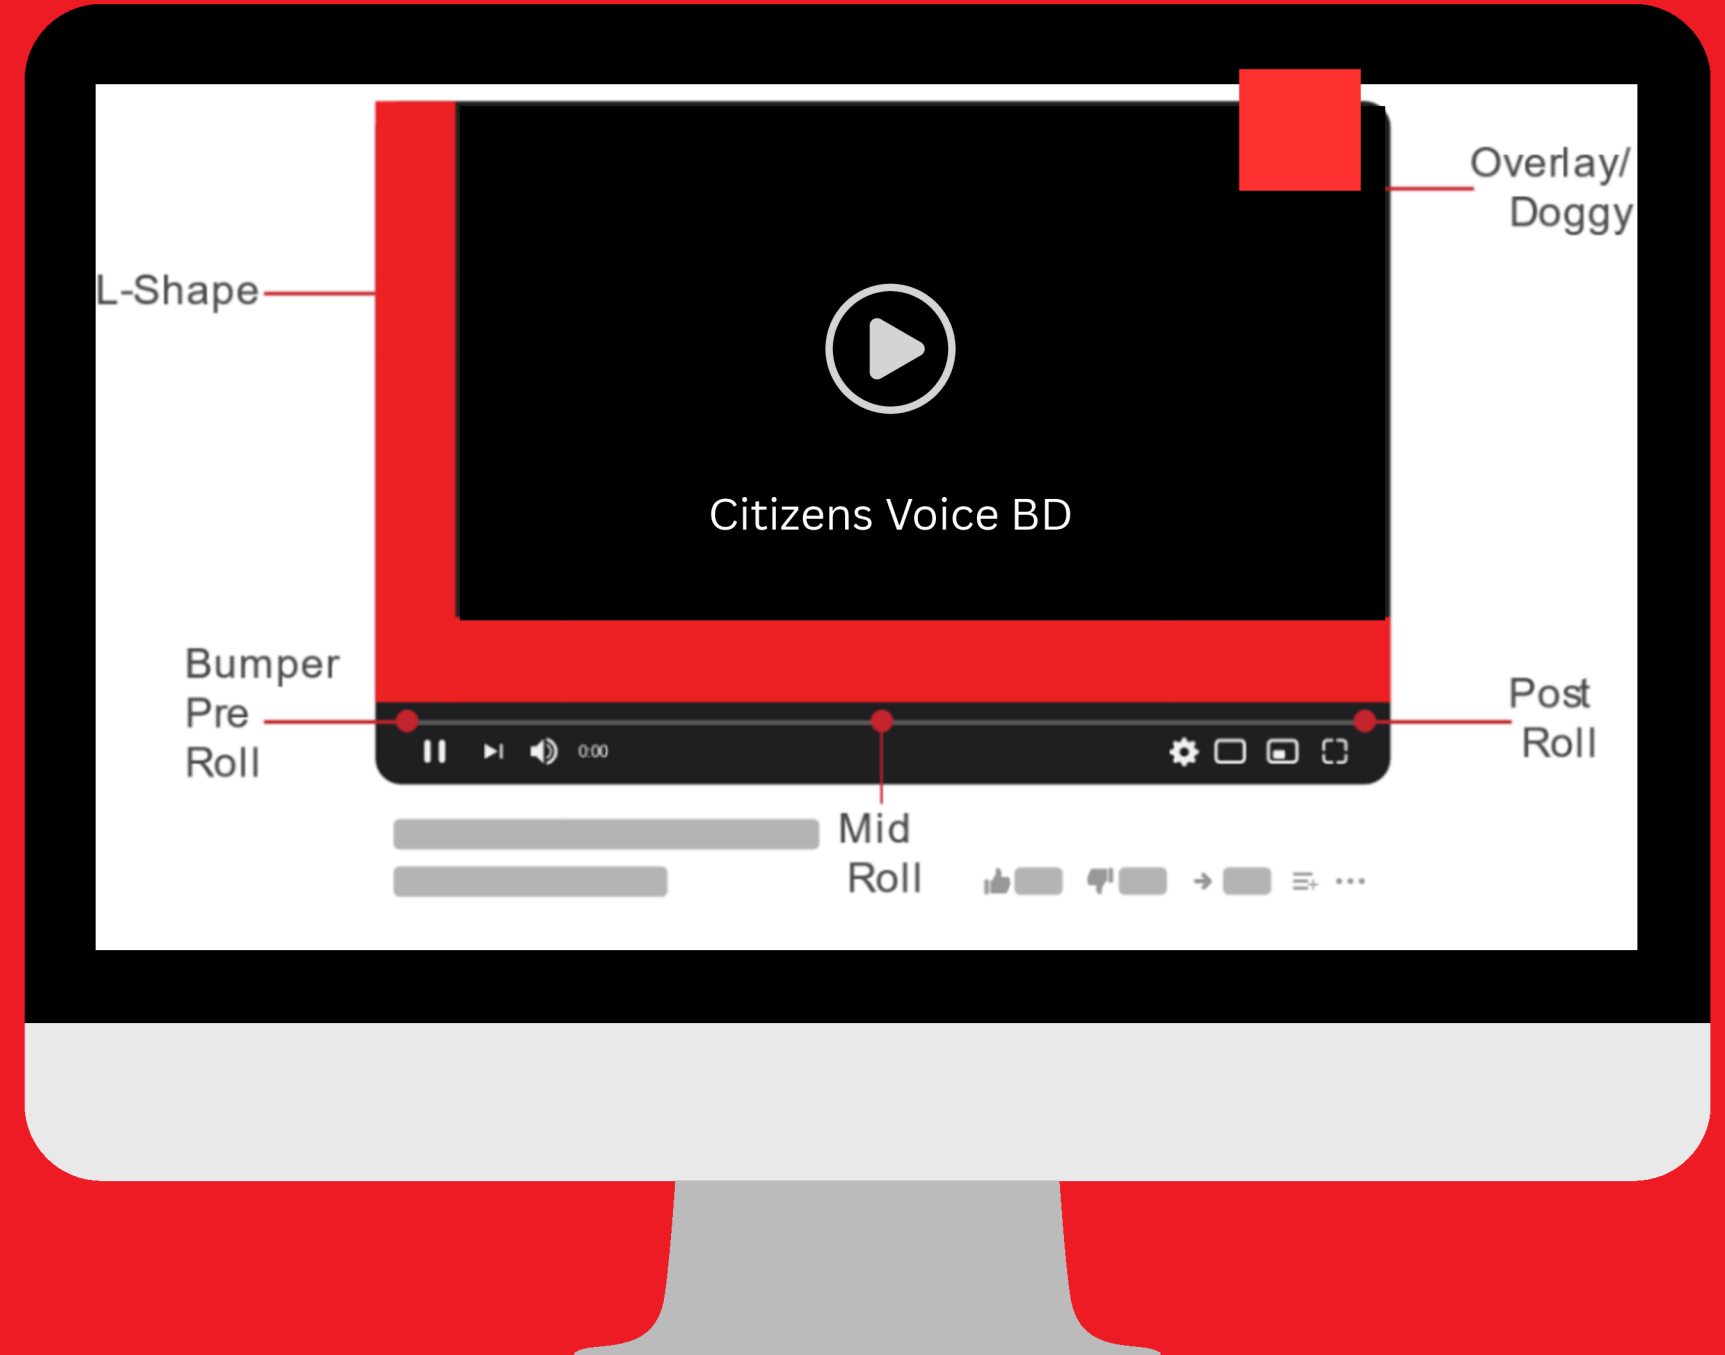 Overlay/
Doggy
L-Shape
Citizens Voice BD
Bumper
Pre
Roll
Post
Roll
0:00
Mid
Roll